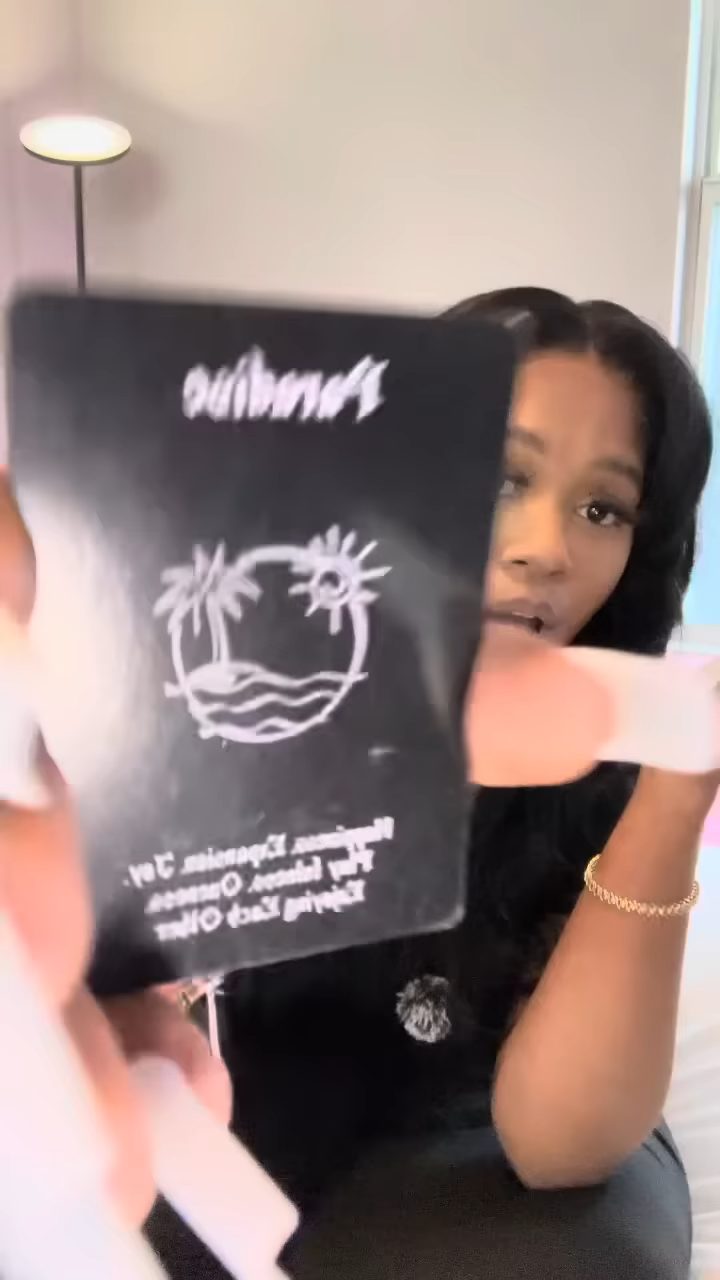 Paradise
Happiness. Expansion. Joy.
Playfulness. Oneness.
Enjoying Each Other